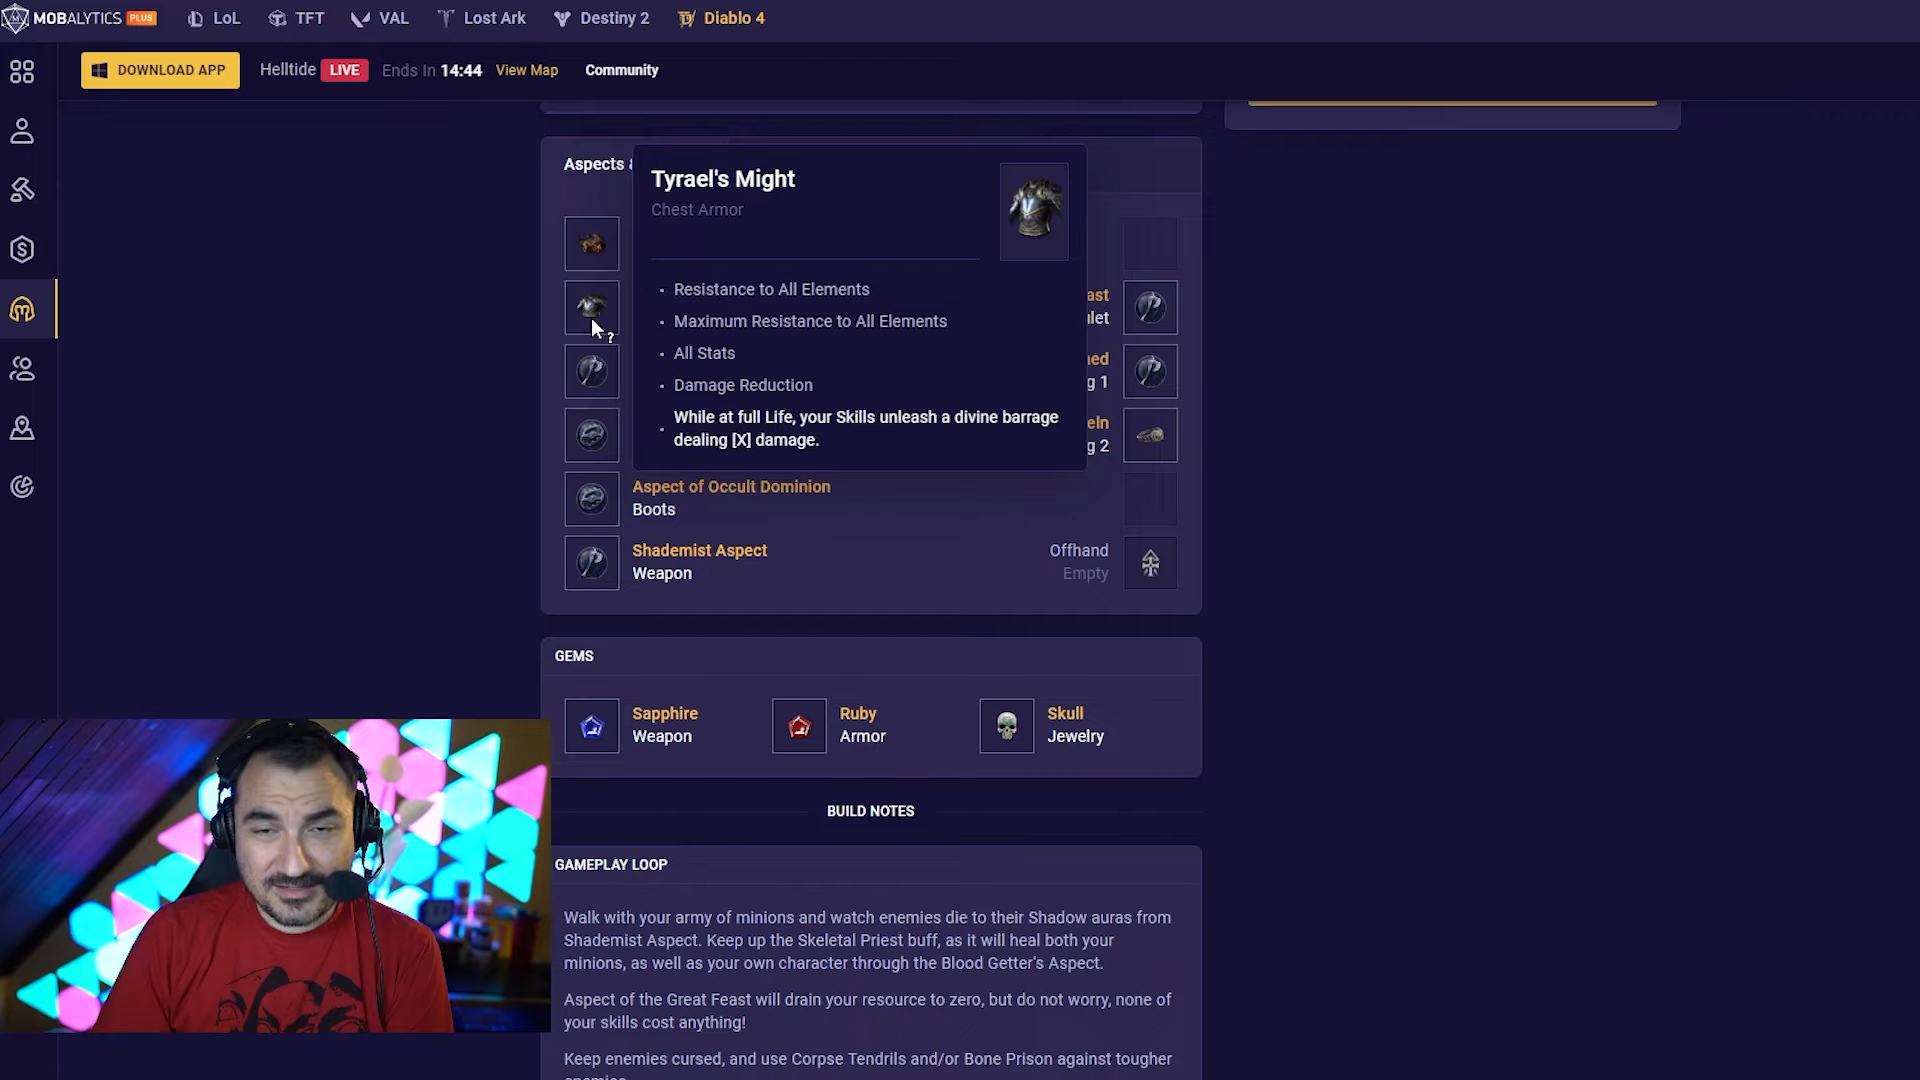 MOBALYTICS PLUS LoL TFT VAL Lost Ark Destiny 2 Diablo 4
DOWNLOAD APP Helltide LIVE Ends In 14:44 View Map Community
Aspects
Tyrael's Might
Chest Armor
Resistance to All Elements
Maximum Resistance to All Elements
All Stats
Damage Reduction
While at full Life, your Skills unleash a divine barrage
dealing [X] damage.
?
ast
let
ned
g 1
eln
g 2
Aspect of Occult Dominion
Boots
Shademist Aspect
Weapon
Offhand
Empty
GEMS
Sapphire
Weapon
Ruby
Armor
Skull
Jewelry
BUILD NOTES
GAMEPLAY LOOP
Walk with your army of minions and watch enemies die to their Shadow auras from
Shademist Aspect. Keep up the Skeletal Priest buff, as it will heal both your
minions, as well as your own character through the Blood Getter's Aspect.
Aspect of the Great Feast will drain your resource to zero, but do not worry, none of
your skills cost anything!
Keep enemies cursed, and use Corpse Tendrils and/or Bone Prison against tougher
enemies